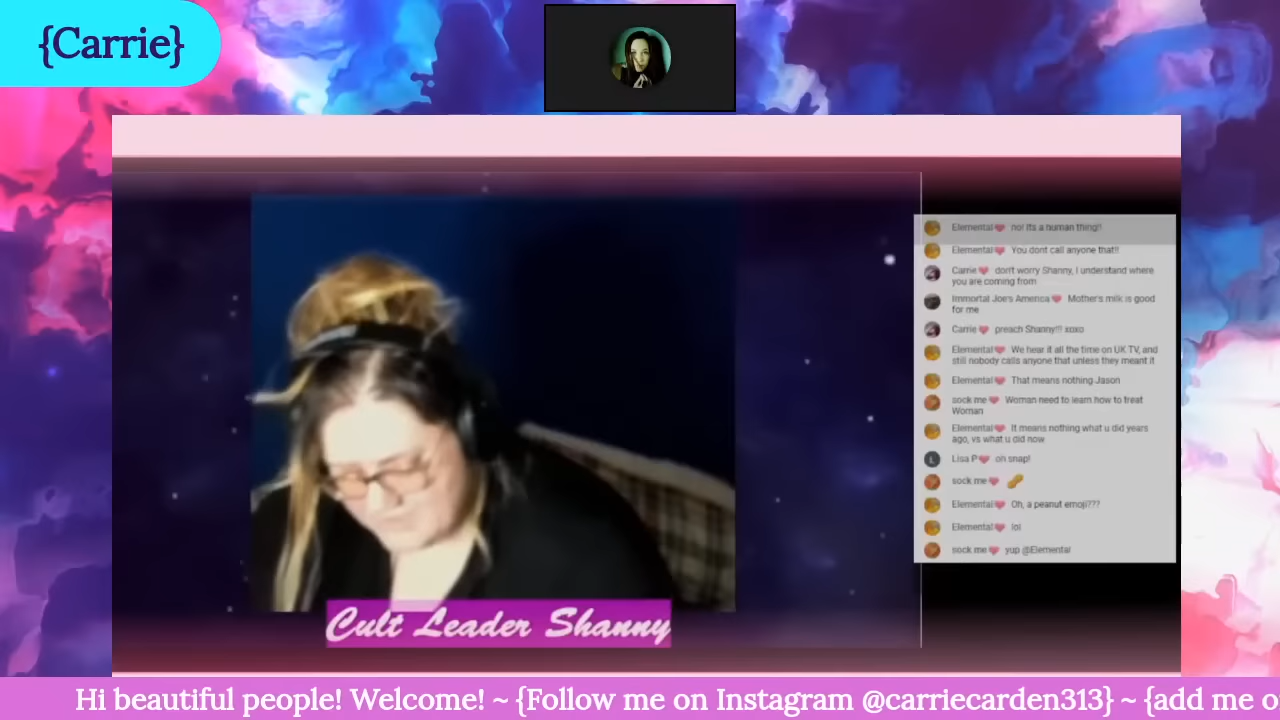 {Carrie}
Elemental no! Its a human thing!!
Elemental You dont call anyone that!!
Carrie don't worry Shanny, I understand where
you are coming from
Immortal Joe's America Mother's milk is good
for me
Carrie preach Shanny!!! xoxo
Elemental We hear it all the time on UK TV, and
still nobody calls anyone that unless they meant it
Elemental That means nothing Jason
sock me Woman need to learn how to treat
Woman
Elemental It means nothing what u did years
ago, vs what u did now
L Lisa P oh snap!
sock me
Elemental Oh, a peanut emoji???
Elemental lol
sock me yup @Elemental
Cult Leader Shanny
Hi beautiful people! Welcome! ~ {Follow me on Instagram @carriecarden313} ~ {add me o